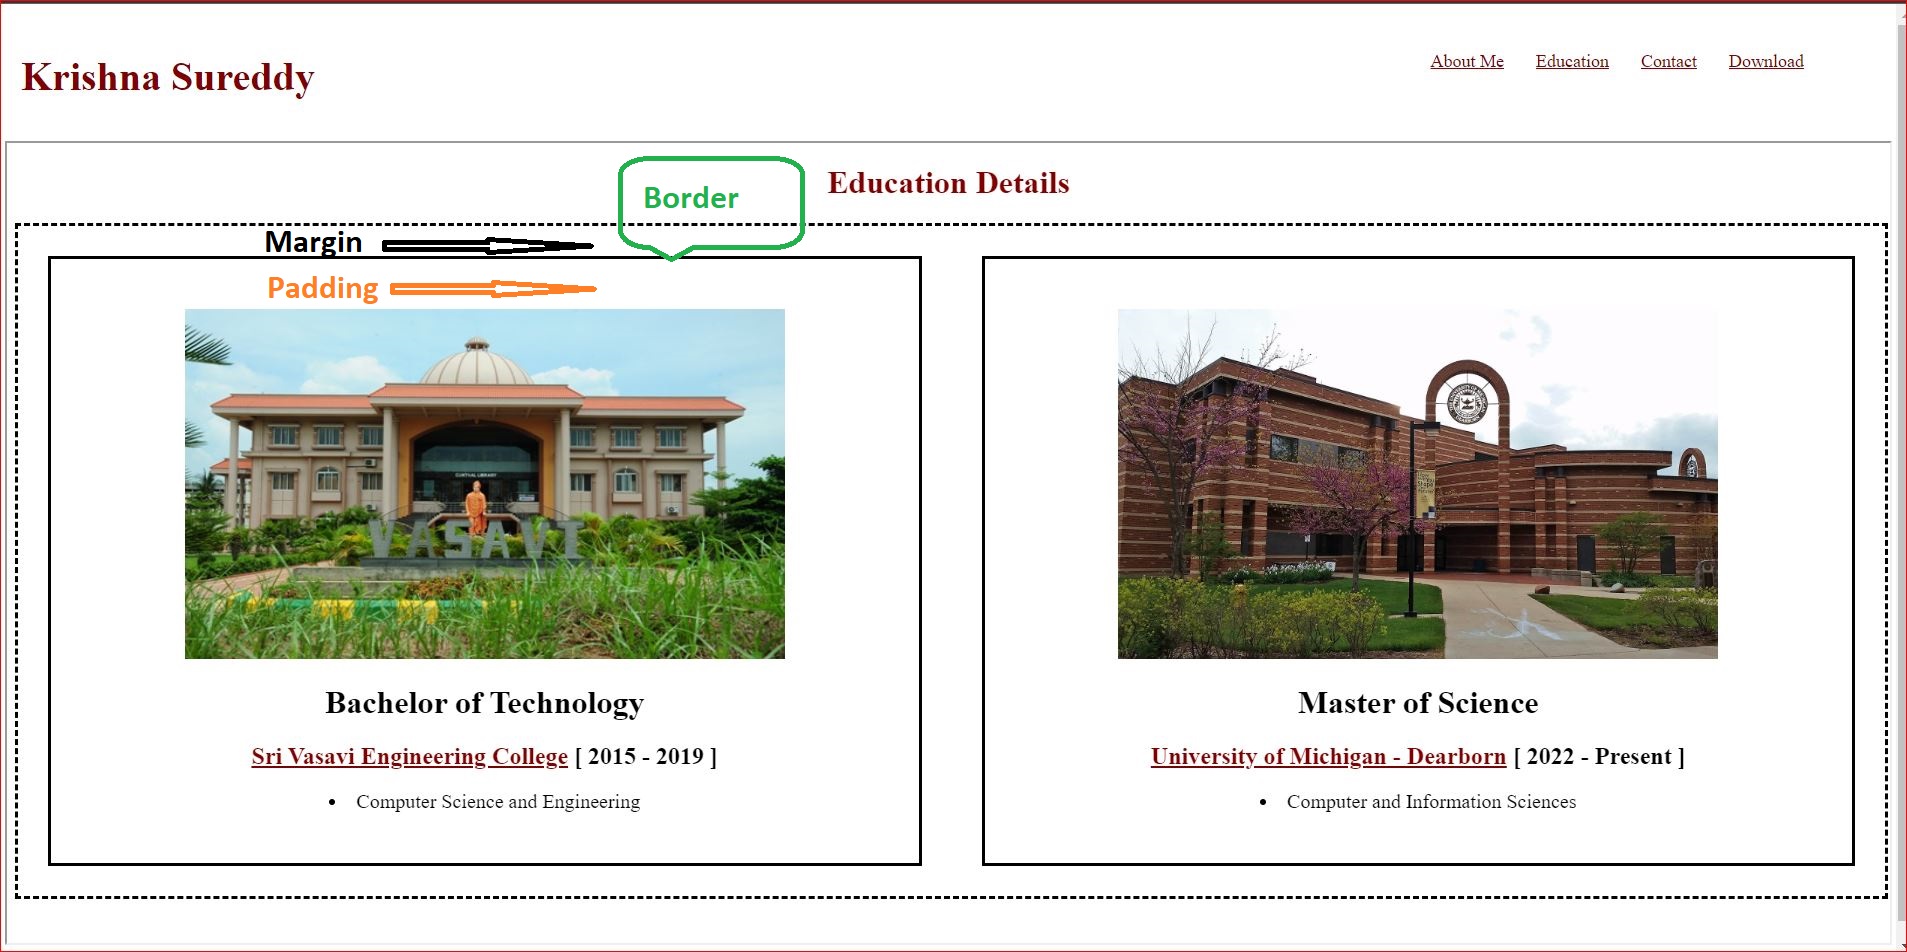 Krishna Sureddy
About Me Education Contact Download
Education Details
Border
Margin
Padding
CENTRAL LIBRARY
VASAVI
Bachelor of Technology
Sri Vasavi Engineering College [ 2015 - 2019 ]
• Computer Science and Engineering
Master of Science
University of Michigan - Dearborn [ 2022 - Present ]
• Computer and Information Sciences